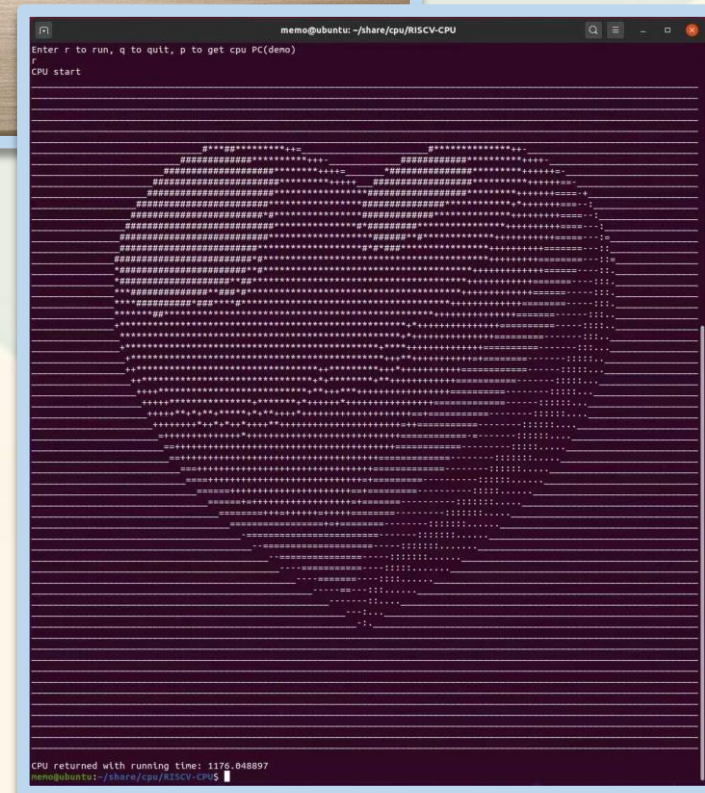 memo@ubuntu: ~/share/cpu/RISCV-CPU
Enter r to run, q to quit, p to get cpu PC(demo)
r
CPU start
CPU returned with running time: 1176.048897
memo@ubuntu:~/share/cpu/RISCV-CPU$